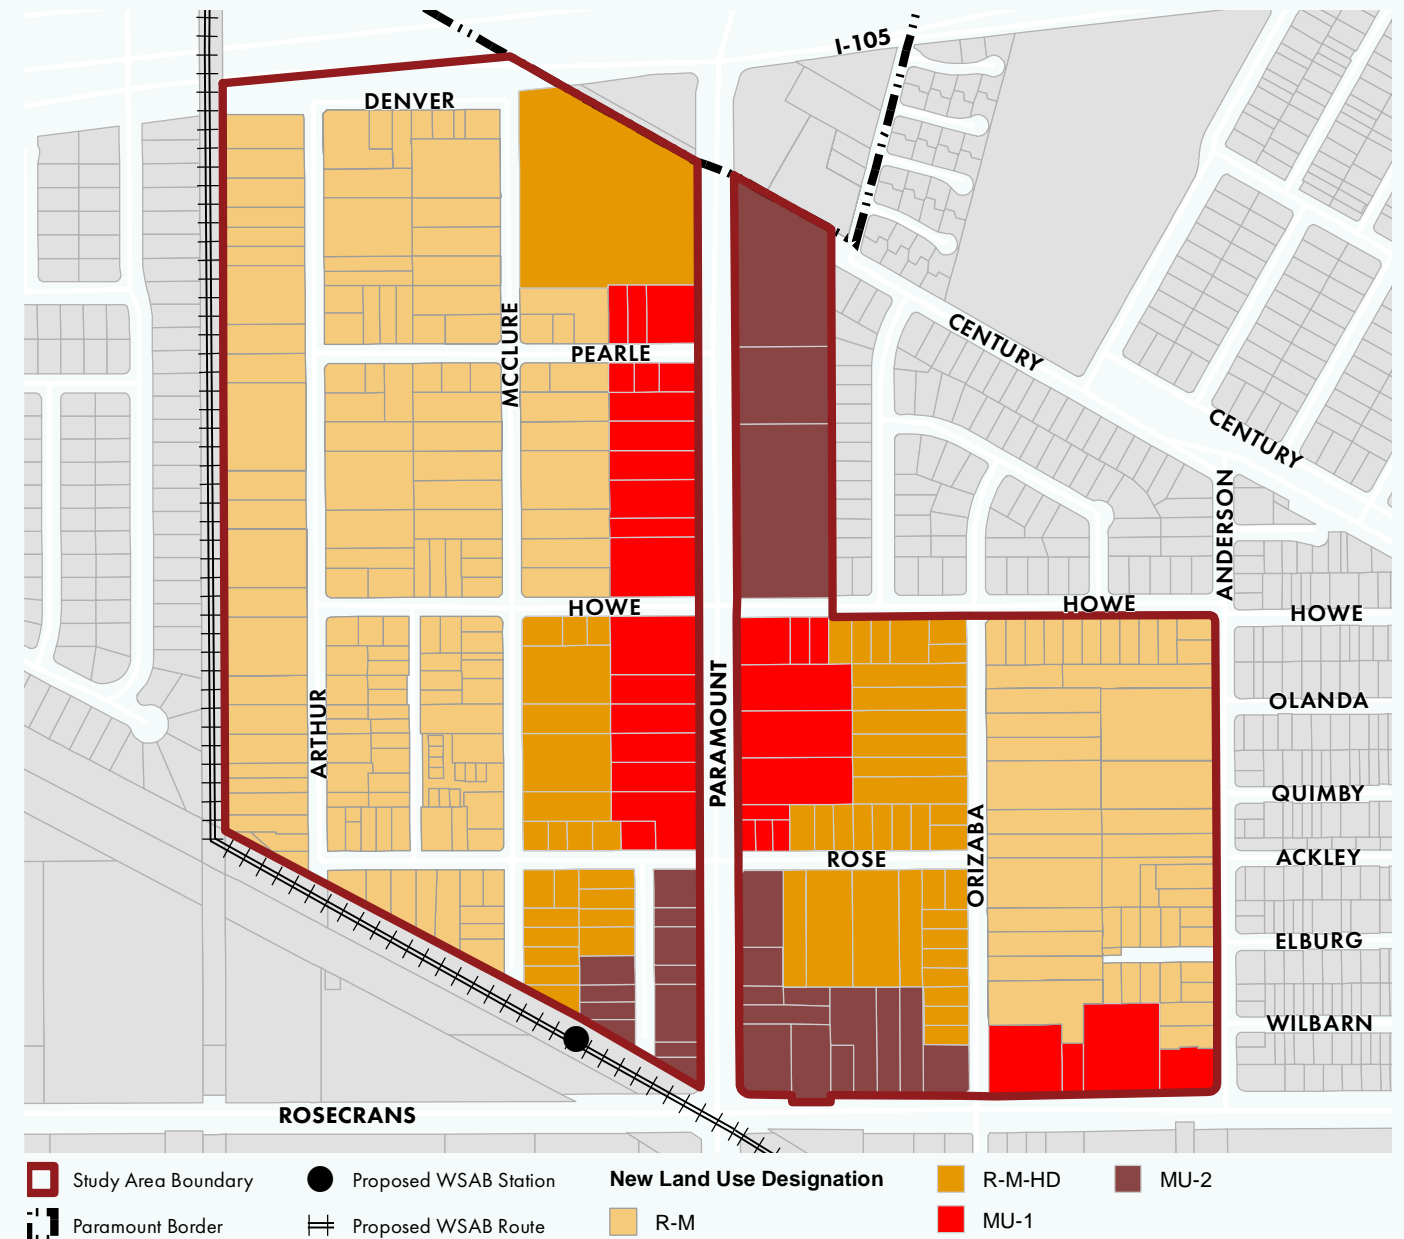 I-105
DENVER
MCCLURE
PEARLE
CENTURY
CENTURY
ANDERSON
HOWE
HOWE
HOWE
ARTHUR
PARAMOUNT
OLANDA
QUIMBY
ORIZABA
ROSE
ACKLEY
ELBURG
WILBARN
ROSECRANS
Study Area Boundary
Proposed WSAB Station
New Land Use Designation
R-M-HD
MU-2
Paramount Border
Proposed WSAB Route
R-M
MU-1